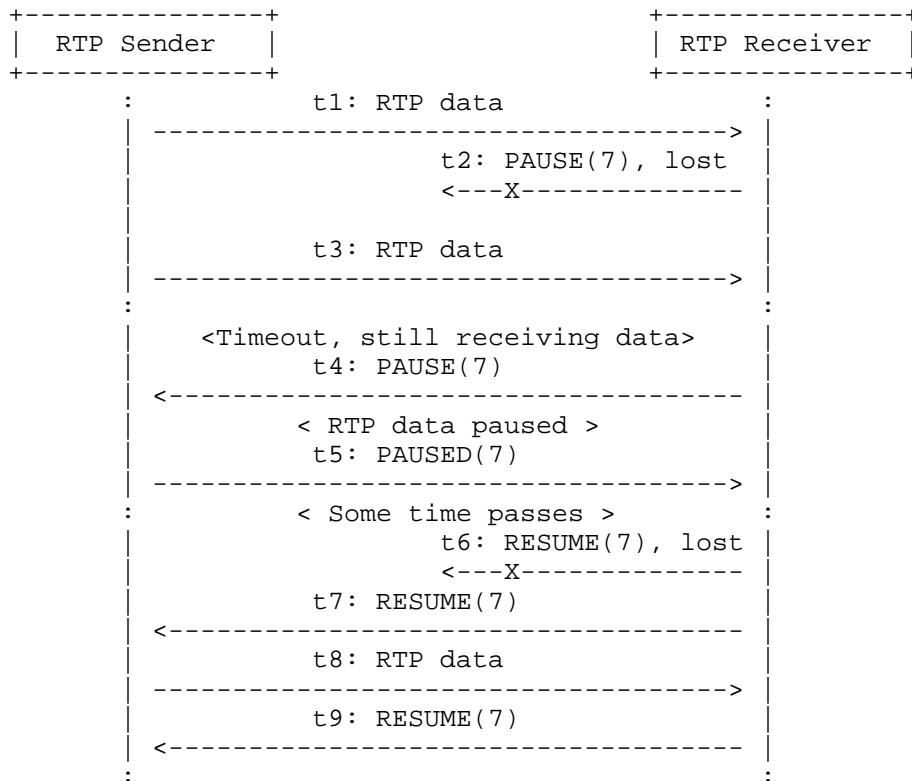 RTP Sender RTP Receiver
t1: RTP data
t2: PAUSE(7), lost
<---X--------------
t3: RTP data
<Timeout, still receiving data>
t4: PAUSE(7)
< RTP data paused >
t5: PAUSED(7)
< Some time passes >
t6: RESUME(7), lost
<---X--------------
t7: RESUME(7)
t8: RTP data
t9: RESUME(7)